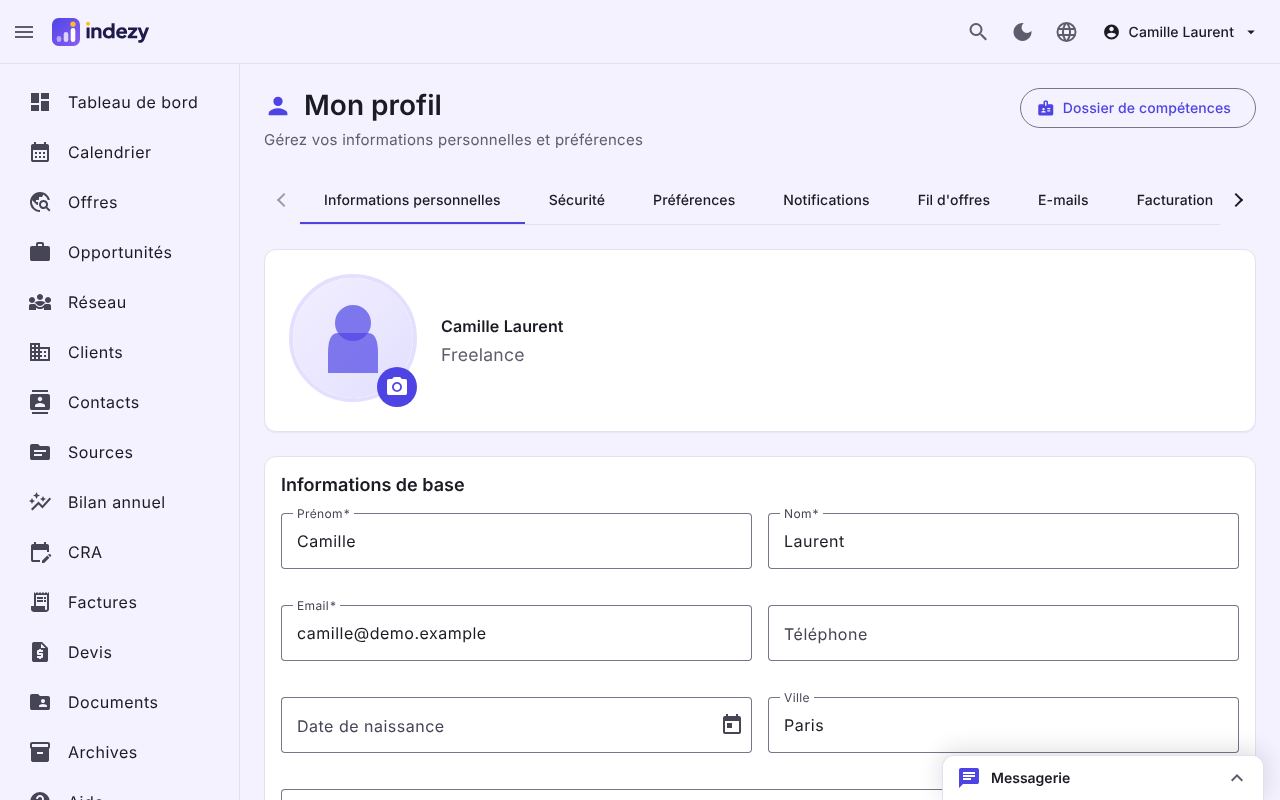 indezy
Camille Laurent
Tableau de bord
Calendrier
Offres
Opportunités
Réseau
Clients
Contacts
Sources
Bilan annuel
CRA
Factures
Devis
Documents
Archives
Aide
Mon profil
Gérez vos informations personnelles et préférences
Dossier de compétences
Informations personnelles
Sécurité
Préférences
Notifications
Fil d'offres
E-mails
Facturation
Camille Laurent
Freelance
Informations de base
Prénom*
Camille
Nom*
Laurent
Email*
camille@demo.example
Téléphone
Date de naissance
Ville
Paris
Messagerie